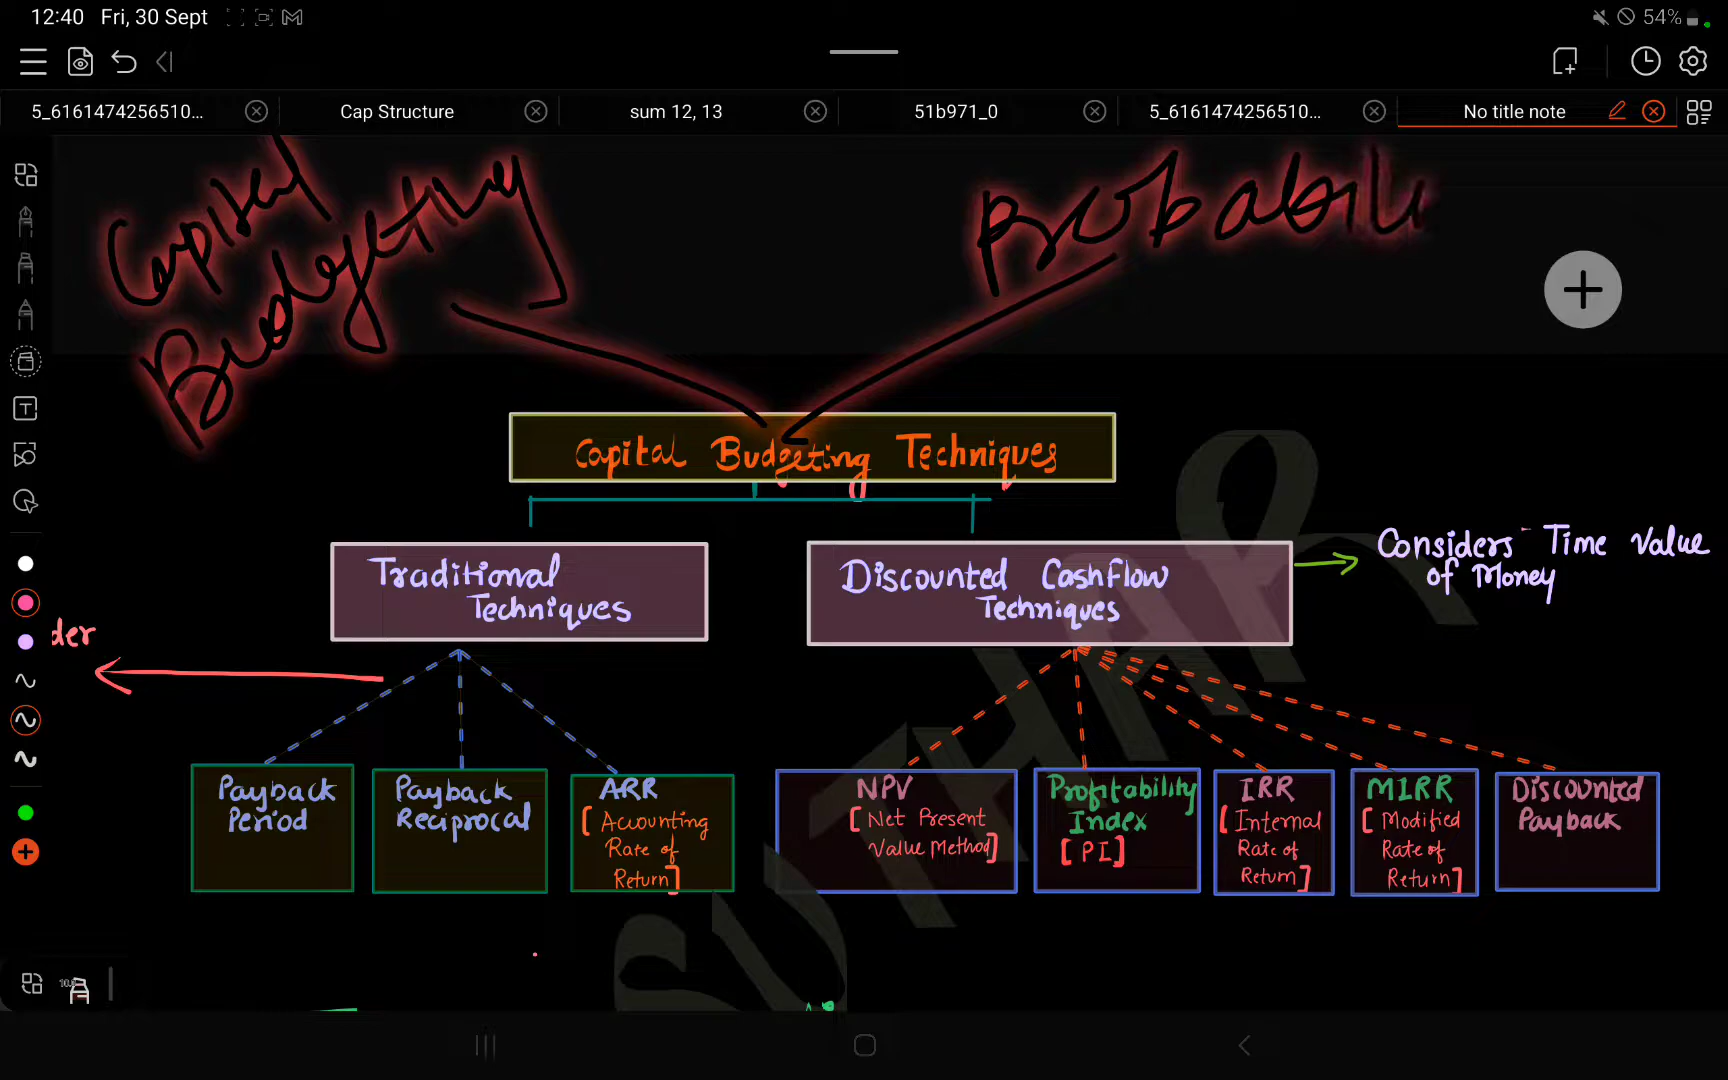 12:40 Fri, 30 Sept
54%
5_6161474256510...
Cap Structure
sum 12, 13
51b971_0
5_6161474256510...
No title note
Capital
Budgeting
Probabili
Capital Budgeting Techniques
Traditional
Techniques
Discounted Cashflow
Techniques
Considers Time Value
of Money
der
Payback
Period
Payback
Reciprocal
ARR
[Accounting
Rate of
Return]
NPV
[Net Present
Value Method]
Profitability
Index
[PI]
IRR
[Internal
Rate of
Return]
MIRR
[Modified
Rate of
Return]
Discounted
Payback
SUTHAR